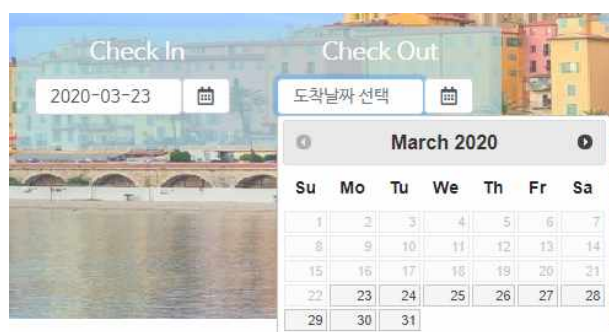 Check In
Check Out
2020-03-23
도착날짜 선택
March 2020
Su Mo Tu We Th Fr Sa
1 2 3 4 5 6 7
8 9 10 11 12 13 14
15 16 17 18 19 20 21
22 23 24 25 26 27 28
29 30 31